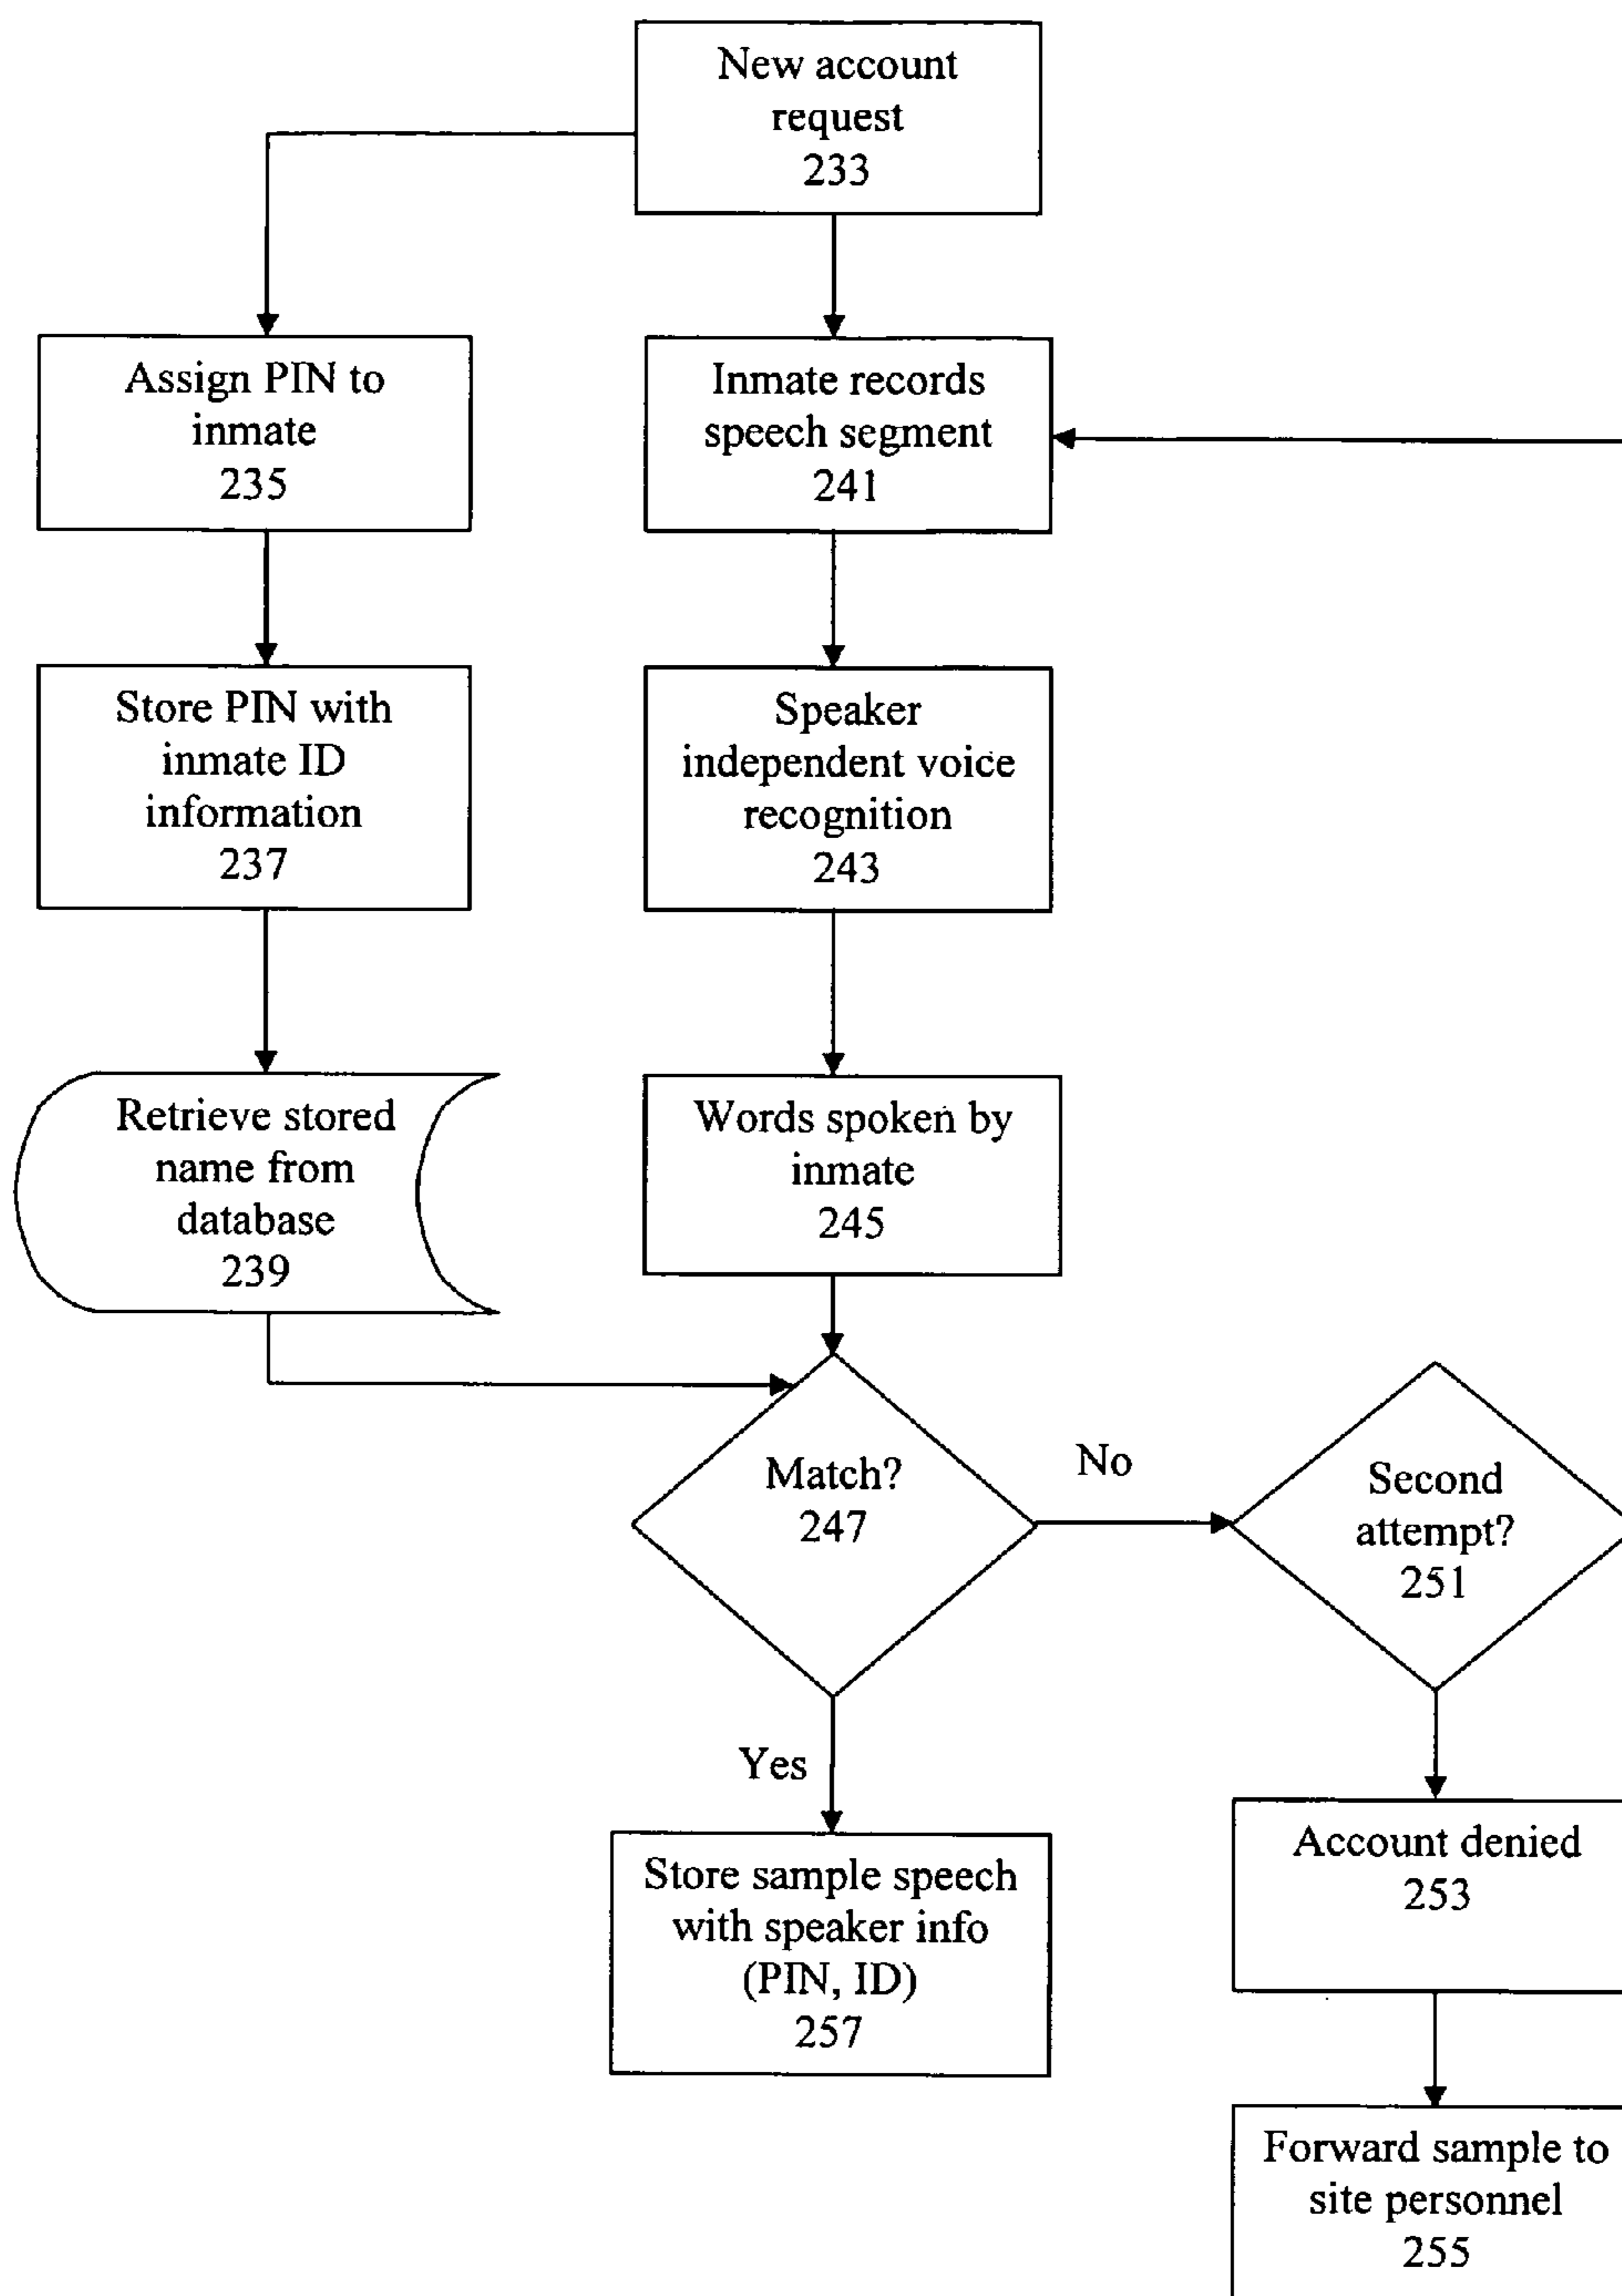 New account
request
233
Assign PIN to
inmate
235
Inmate records
speech segment
241
Store PIN with
inmate ID
information
237
Speaker
independent voice
recognition
243
Retrieve stored
name from
database
239
Words spoken by
inmate
245
Match?
247
No
Second
attempt?
251
Yes
Store sample speech
with speaker info
(PIN, ID)
257
Account denied
253
Forward sample to
site personnel
255